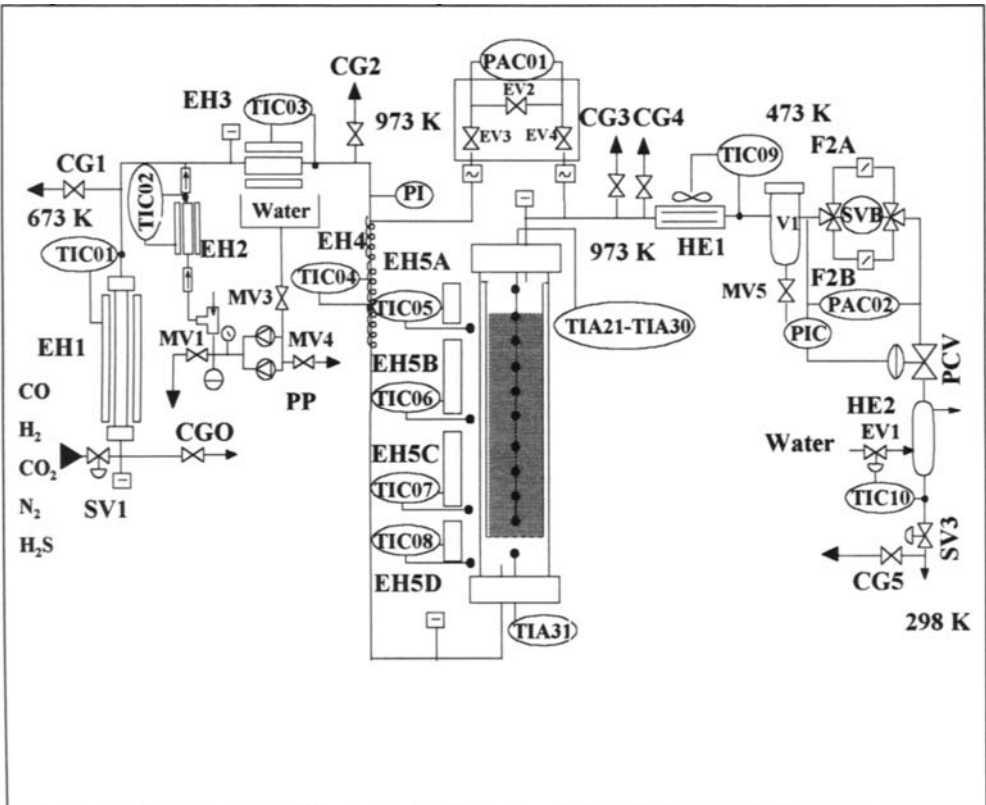 PAC01
CG2
EV2
EH3
TIC03
973 K
EV3
EV4
CG3
CG4
473 K
F2A
CG1
TIC02
TIC09
673 K
PI
V1
SVB
Water
TIC01
EH2
EH4
973 K
HE1
F2B
EH5A
TIC04
MV3
MV5
PAC02
TIC05
TIA21-TIA30
PIC
EH1
MV1
MV4
EH5B
PCV
CO
PP
TIC06
HE2
H2
CGO
EH5C
Water
EV1
CO2
TIC07
TIC10
N2
SV1
SV3
H2S
TIC08
CG5
EH5D
298 K
TIA31